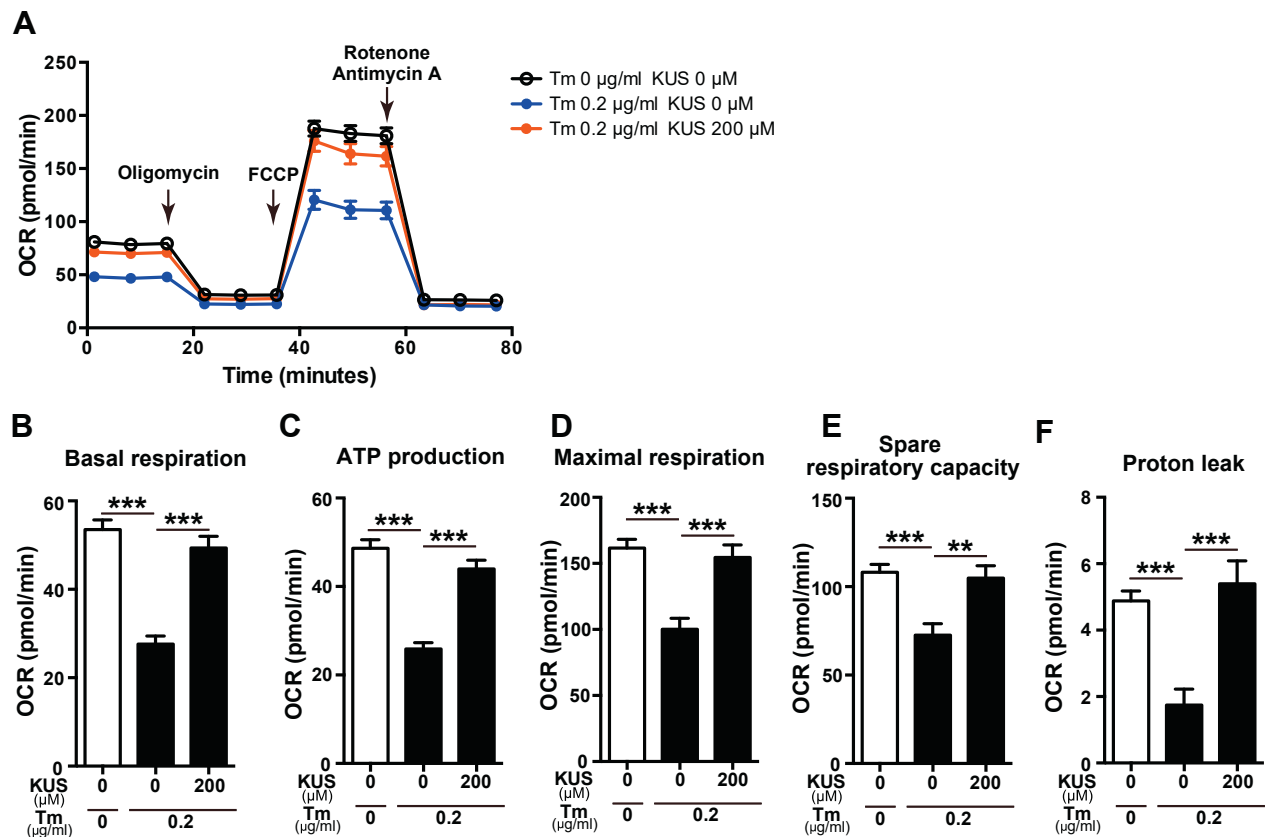 A
Rotenone
Antimycin A
Oligomycin
FCCP
Tm 0 µg/ml KUS 0 µM
Tm 0.2 µg/ml KUS 0 µM
Tm 0.2 µg/ml KUS 200 µM
OCR (pmol/min)
250
200
150
100
50
0
0 20 40 60 80
Time (minutes)
B
Basal respiration
OCR (pmol/min)
60
40
20
0
*** ***
KUS 0 0 200
(µM)
Tm 0 0.2
(µg/ml)
C
ATP production
OCR (pmol/min)
60
40
20
0
*** ***
KUS 0 0 200
(µM)
Tm 0 0.2
(µg/ml)
D
Maximal respiration
OCR (pmol/min)
200
150
100
50
0
*** ***
KUS 0 0 200
(µM)
Tm 0 0.2
(µg/ml)
E
Spare
respiratory capacity
OCR (pmol/min)
150
100
50
0
*** **
KUS 0 0 200
(µM)
Tm 0 0.2
(µg/ml)
F
Proton leak
OCR (pmol/min)
8
6
4
2
0
*** ***
KUS 0 0 200
(µM)
Tm 0 0.2
(µg/ml)